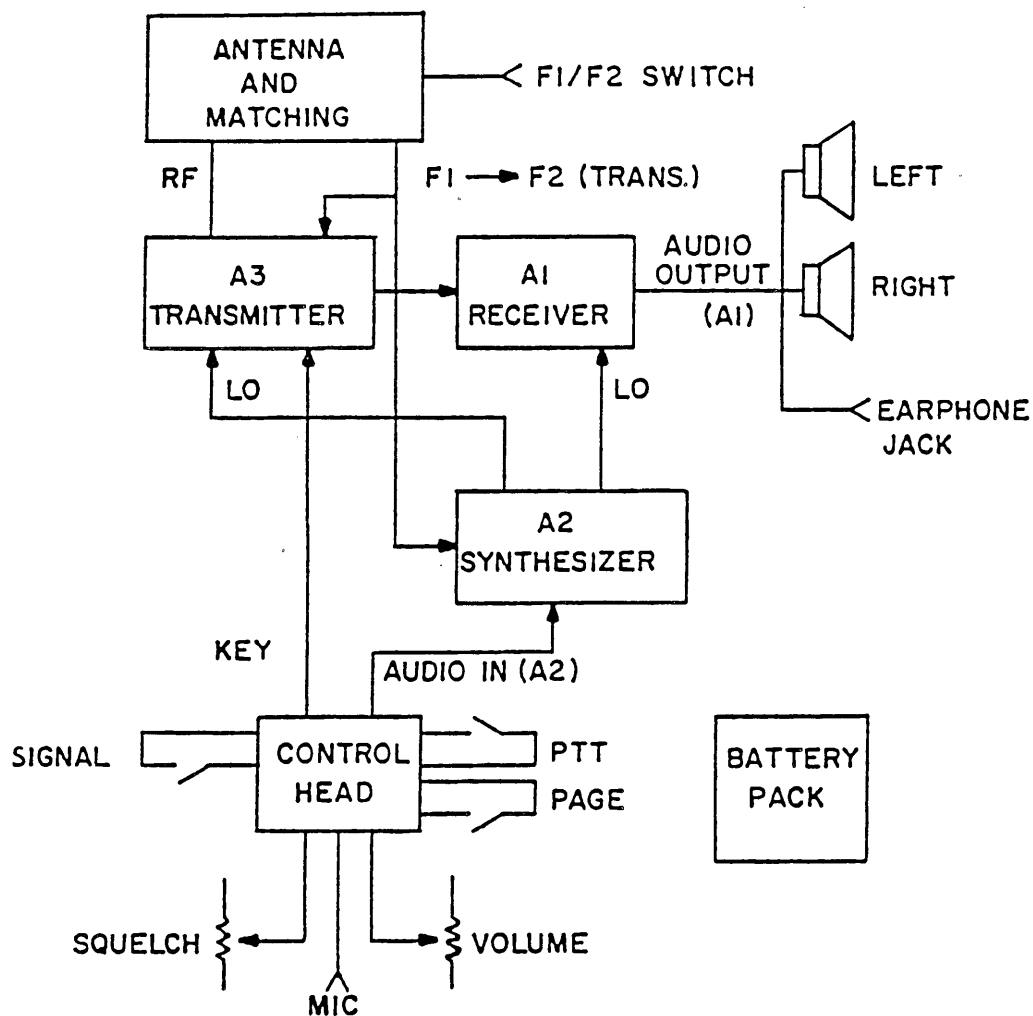 ANTENNA
AND
MATCHING
F1/F2 SWITCH
RF
F1 → F2 (TRANS.)
LEFT
A3
TRANSMITTER
A1
RECEIVER
AUDIO
OUTPUT
(A1)
RIGHT
LO
LO
EARPHONE
JACK
A2
SYNTHESIZER
KEY
AUDIO IN (A2)
SIGNAL
CONTROL
HEAD
PTT
PAGE
BATTERY
PACK
SQUELCH
VOLUME
MIC